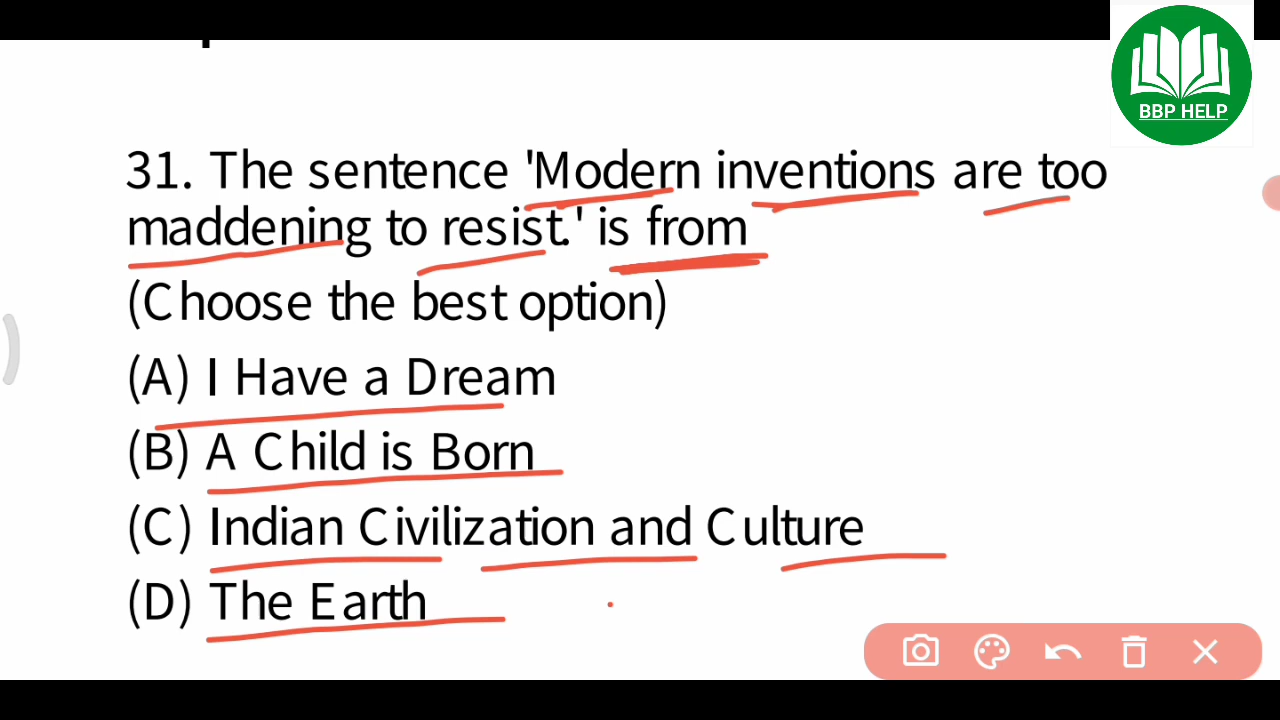 BBP HELP
31. The sentence 'Modern inventions are too
maddening to resist.' is from
(Choose the best option)
(A) I Have a Dream
(B) A Child is Born
(C) Indian Civilization and Culture
(D) The Earth